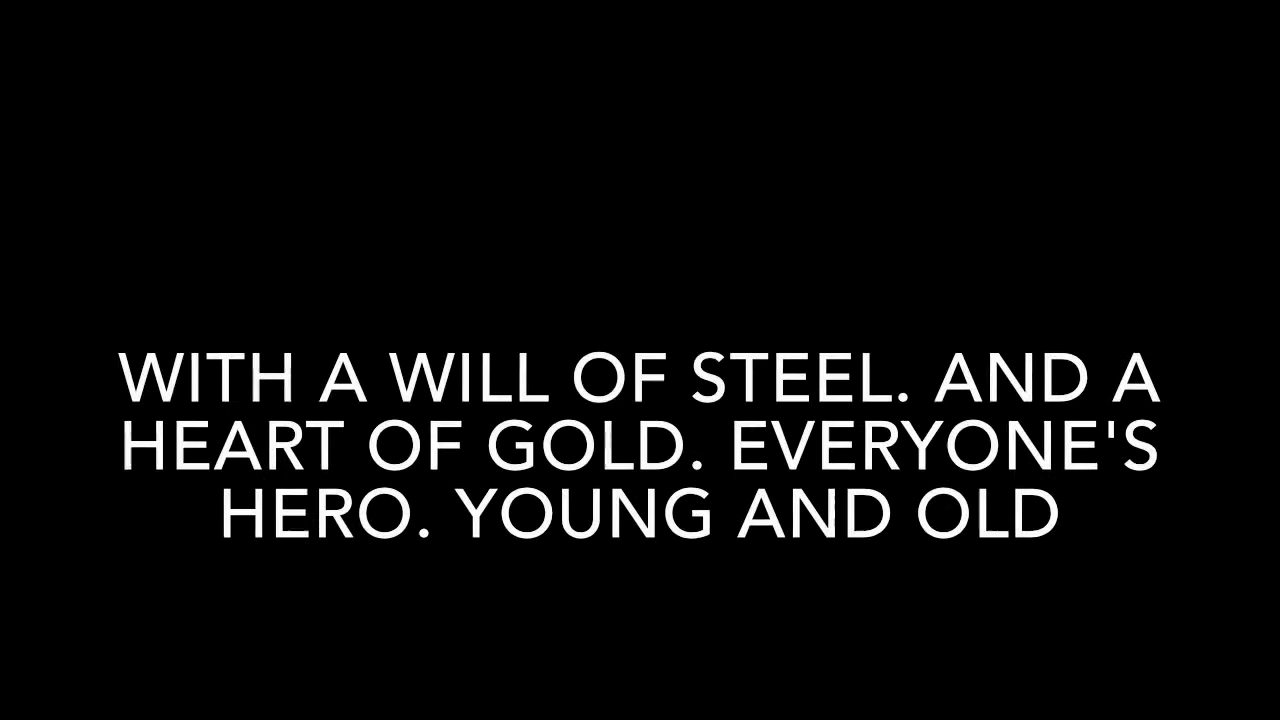 WITH A WILL OF STEEL. AND A
HEART OF GOLD. EVERYONE'S
HERO. YOUNG AND OLD